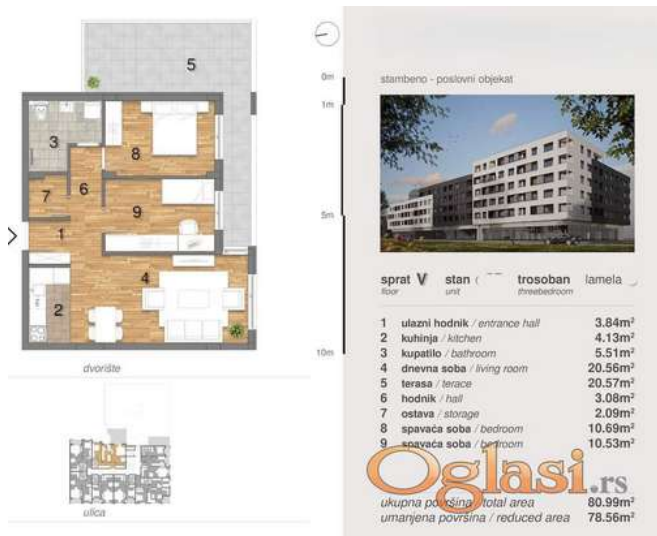 5
3
8
6
7
9
1
4
2
dvorište
ulica
0m
1m
5m
10m
stambeno - poslovni objekat
sprat V stan trosoban lamela
floor unit threebedroom
1 ulazni hodnik / entrance hall 3.84m²
2 kuhinja / kitchen 4.13m²
3 kupatilo / bathroom 5.51m²
4 dnevna soba / living room 20.56m²
5 terasa / terace 20.57m²
6 hodnik / hall 3.08m²
7 ostava / storage 2.09m²
8 spavaća soba / bedroom 10.69m²
9 spavaća soba / bedroom 10.53m²
Oglasi.rs
ukupna površina / total area 80.99m²
umanjena površina / reduced area 78.56m²